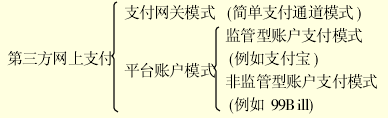 支付网关模式 (简单支付通道模式)
监管型账户支付模式
第三方网上支付
(例如支付宝)
平台账户模式
非监管型账户支付模式
(例如 99Bill)